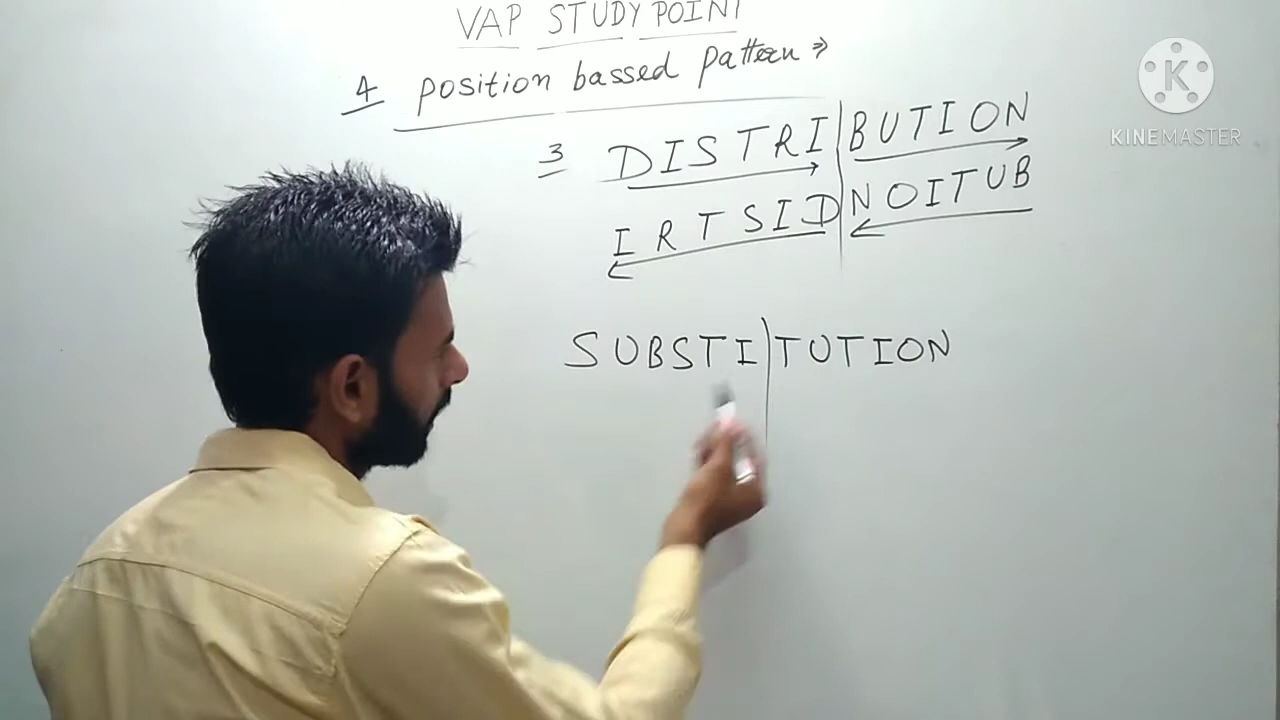 VAP STUDY POINT
4 position bassed pattern ⇒
3 DISTRI|BUTION
IRTSID|NOITUB
SUBSTI|TUTION
K
KINEMASTER